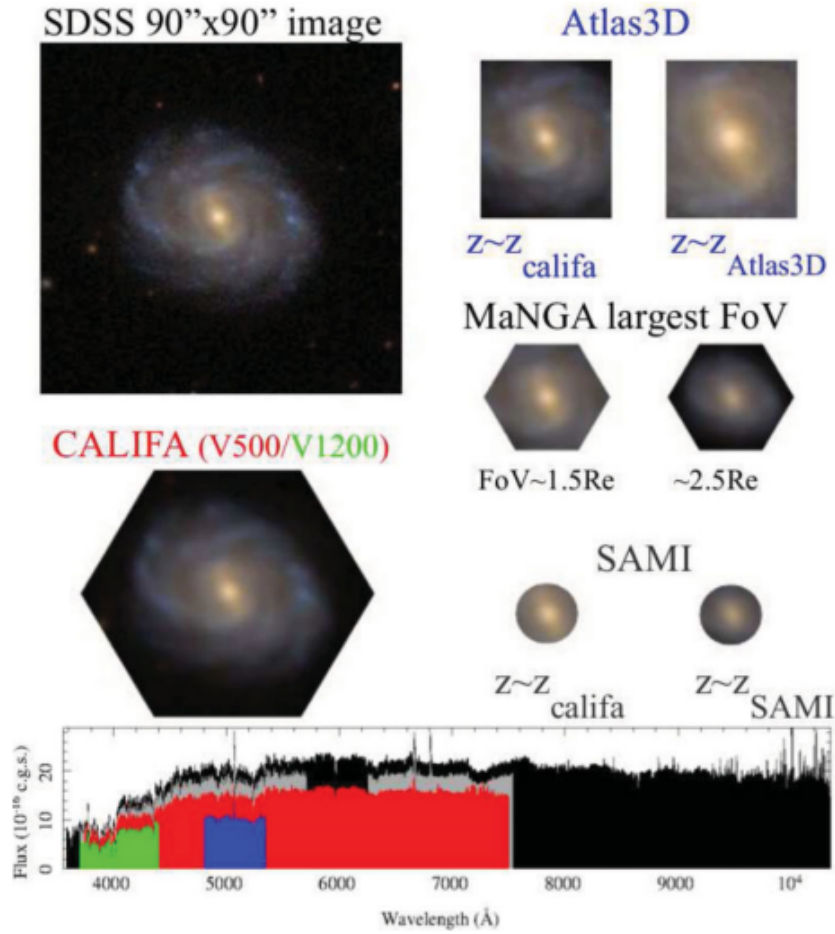 SDSS 90”x90” image
Atlas3D
z~z califa
z~z Atlas3D
MaNGA largest FoV
FoV~1.5Re
~2.5Re
CALIFA (V500/V1200)
SAMI
z~z califa
z~z SAMI
Flux (10⁻¹⁶ c.g.s.)
20
10
0
4000
5000
6000
7000
8000
9000
10⁴
Wavelength (Å)